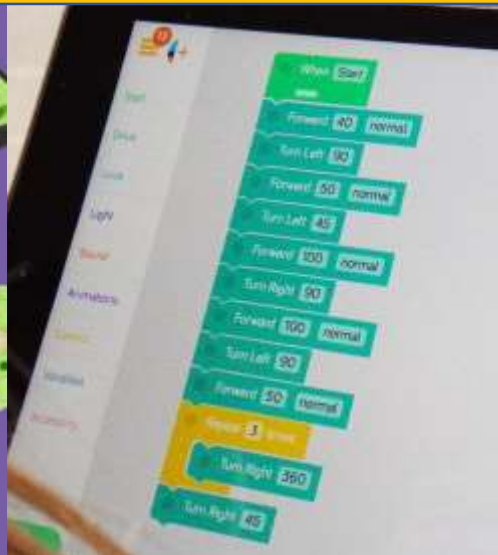 Start
Drive
Look
Light
Sound
Animations
Control
Variables
Accessory
When Start
Forward 40 normal
Turn Left 90
Forward 50 normal
Turn Left 45
Forward 100 normal
Turn Right 90
Forward 100 normal
Turn Left 90
Forward 50 normal
Repeat 3 times
Turn Right 360
Turn Right 45